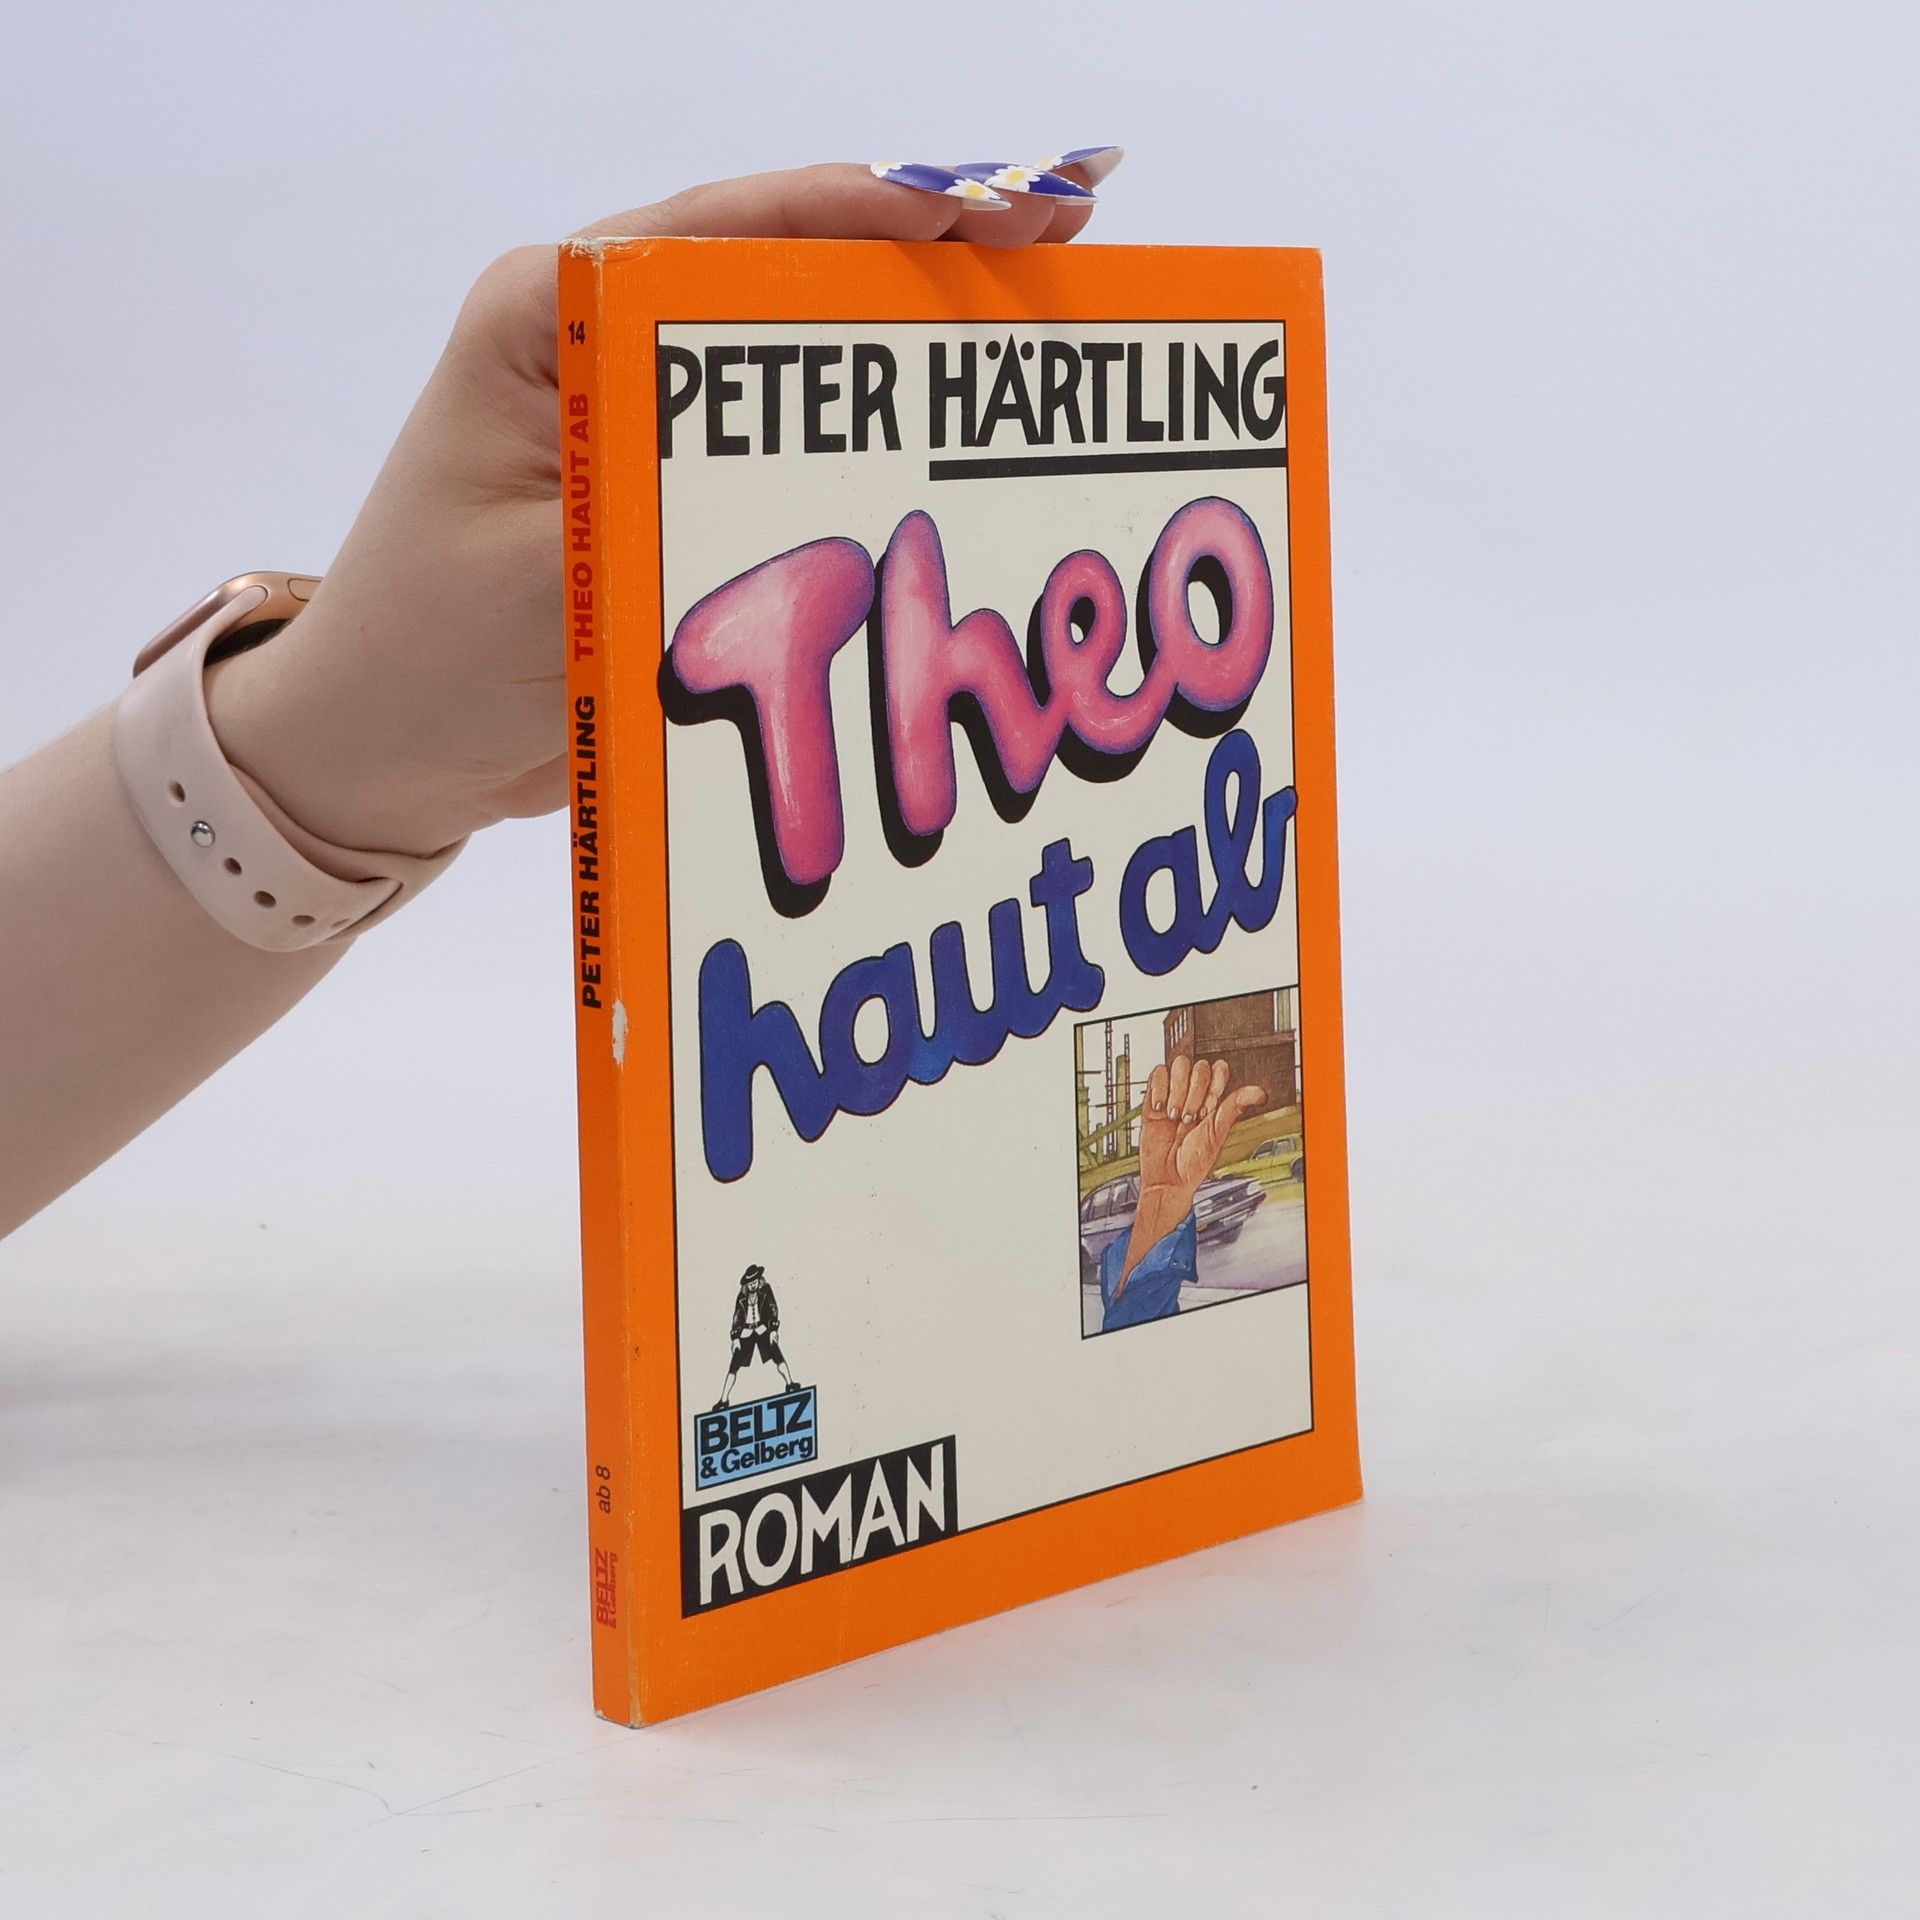 PETER HÄRTLING
Theo
haut ab
BELTZ
& Gelberg
ROMAN
14
PETER HÄRTLING THEO HAUT AB
ab 8
BELTZ
& Gelberg